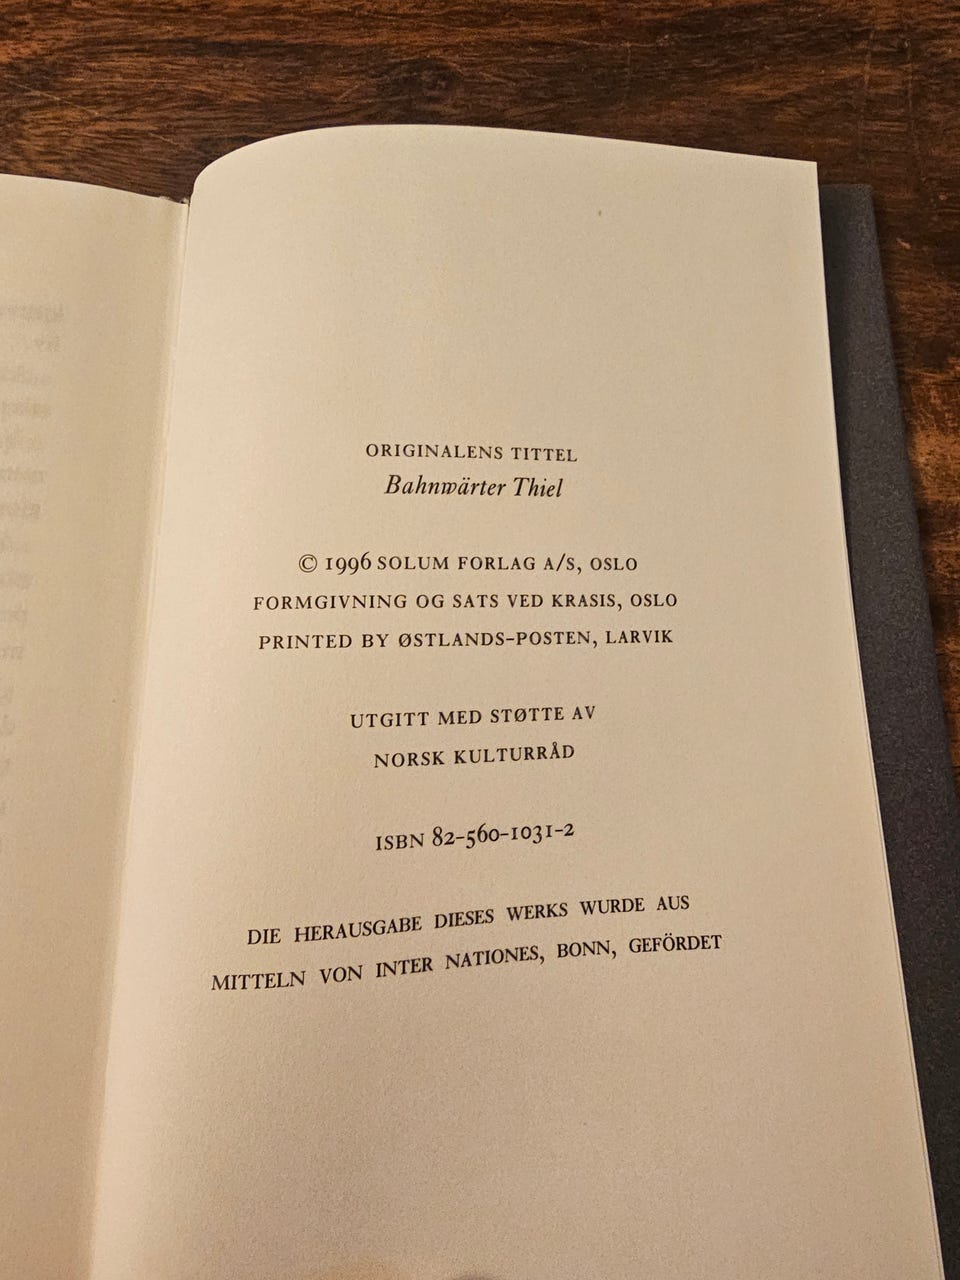 ORIGINALENS TITTEL
Bahnwärter Thiel
© 1996 SOLUM FORLAG A/S, OSLO
FORMGIVNING OG SATS VED KRASIS, OSLO
PRINTED BY ØSTLANDS-POSTEN, LARVIK
UTGITT MED STØTTE AV
NORSK KULTURRÅD
ISBN 82-560-1031-2
DIE HERAUSGABE DIESES WERKS WURDE AUS
MITTELN VON INTER NATIONES, BONN, GEFÖRDET